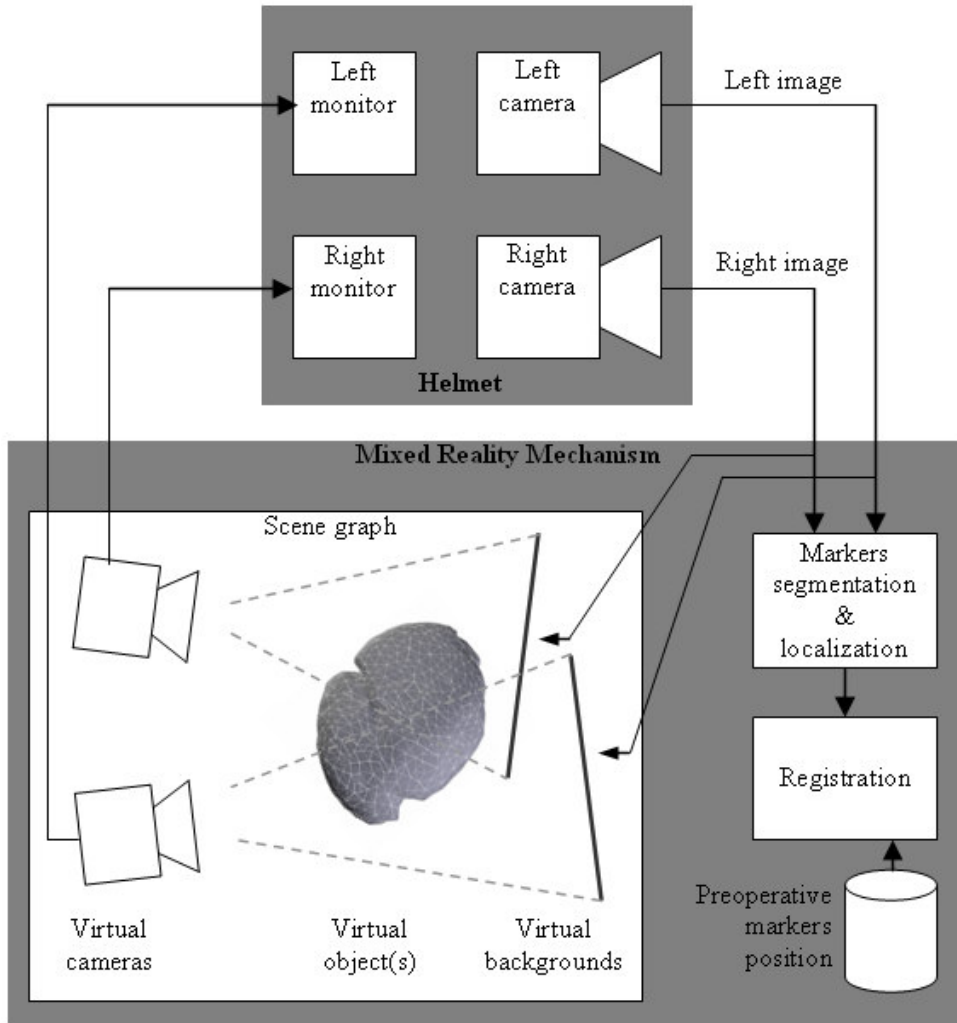 Left
monitor
Left
camera
Left image
Right
monitor
Right
camera
Right image
Helmet
Mixed Reality Mechanism
Scene graph
Markers
segmentation
&
localization
Registration
Preoperative
markers
position
Virtual
cameras
Virtual
object(s)
Virtual
backgrounds